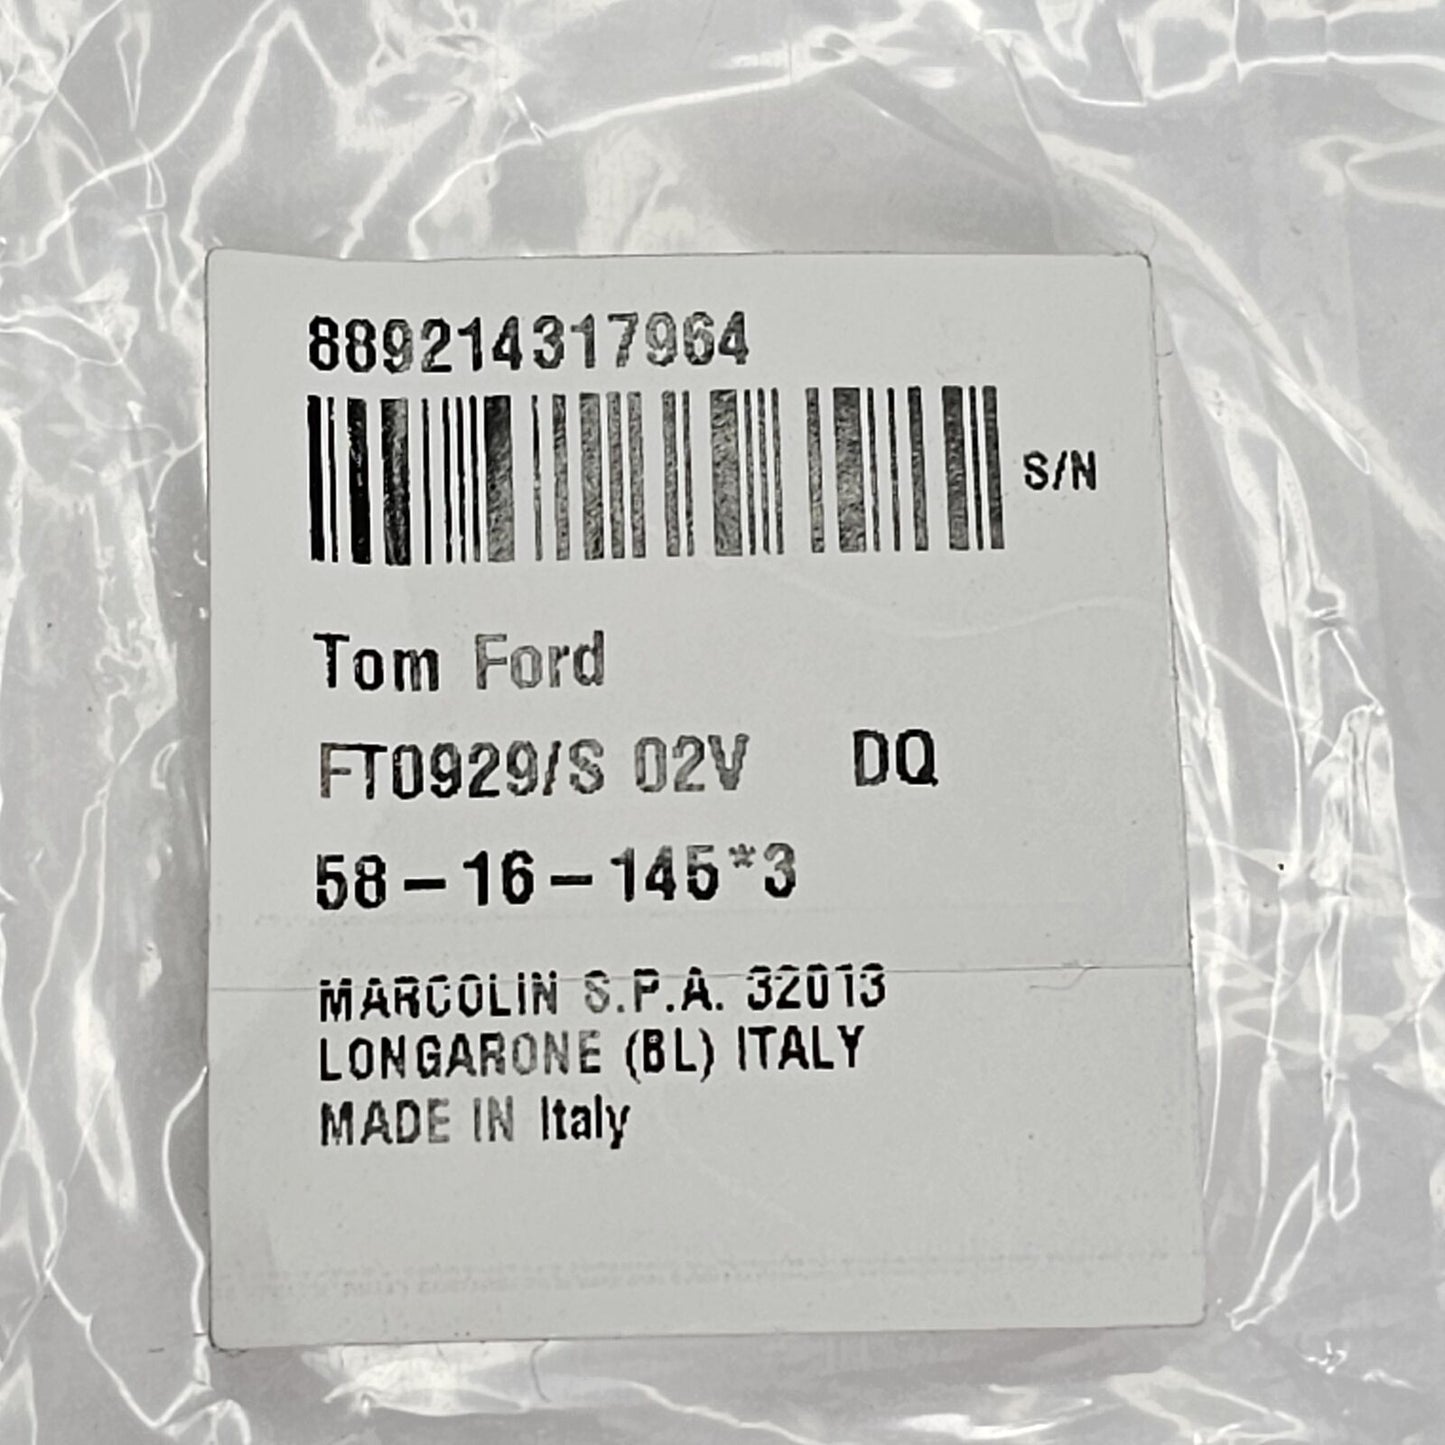 889214317964
S/N
Tom Ford
FT0929/S 02V DQ
58-16-145*3
MARCOLIN S.P.A. 32013
LONGARONE (BL) ITALY
MADE IN Italy